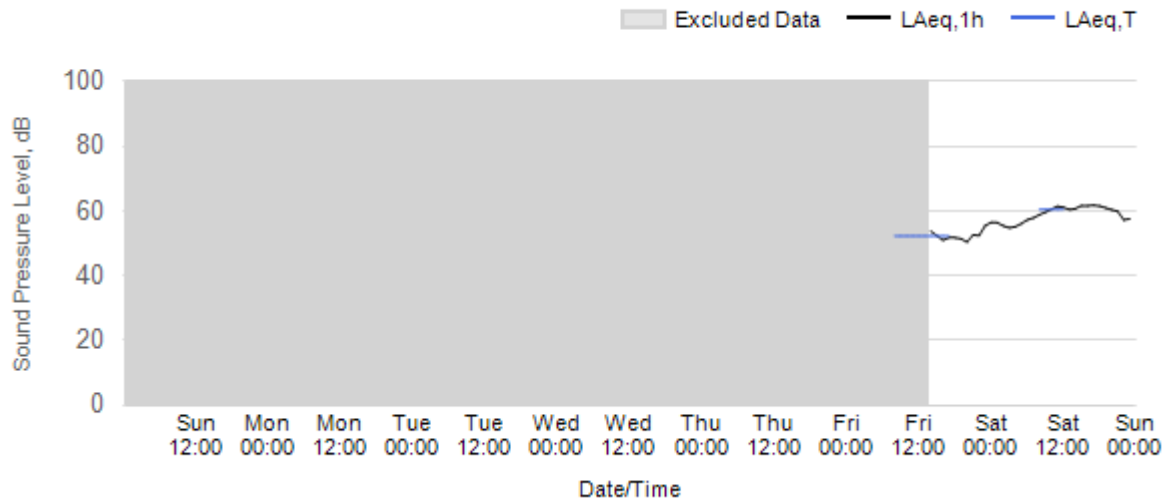 Excluded Data LAeq,1h LAeq,T
Sound Pressure Level, dB
100
80
60
40
20
0
Sun Mon Mon Tue Tue Wed Wed Thu Thu Fri Fri Sat Sat Sun
12:00 00:00 12:00 00:00 12:00 00:00 12:00 00:00 12:00 00:00 12:00 00:00 12:00 00:00
Date/Time